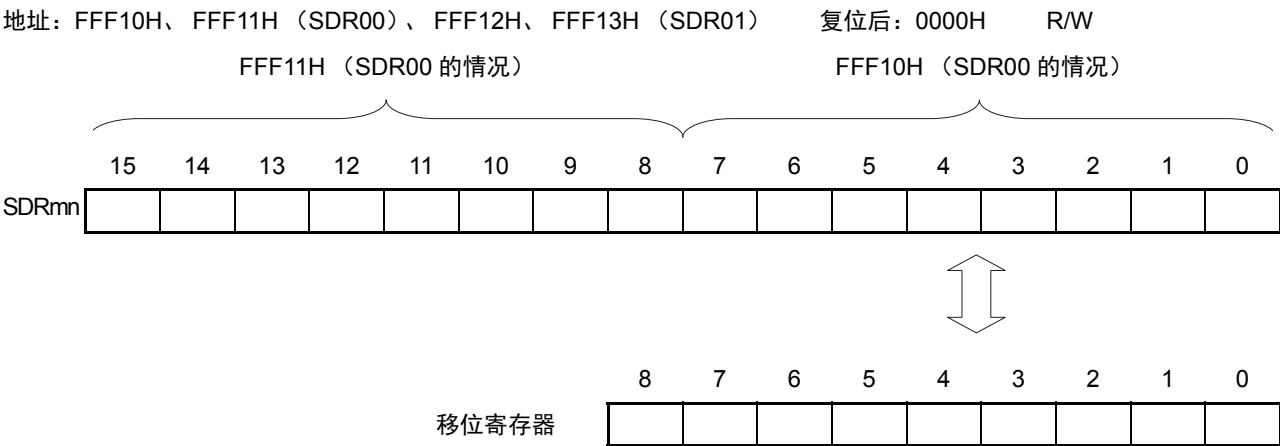 地址：FFF10H、 FFF11H （SDR00）、 FFF12H、 FFF13H （SDR01） 复位后：0000H R/W
FFF11H （SDR00 的情况） FFF10H （SDR00 的情况）
15 14 13 12 11 10 9 8 7 6 5 4 3 2 1 0
SDRmn
8 7 6 5 4 3 2 1 0
移位寄存器